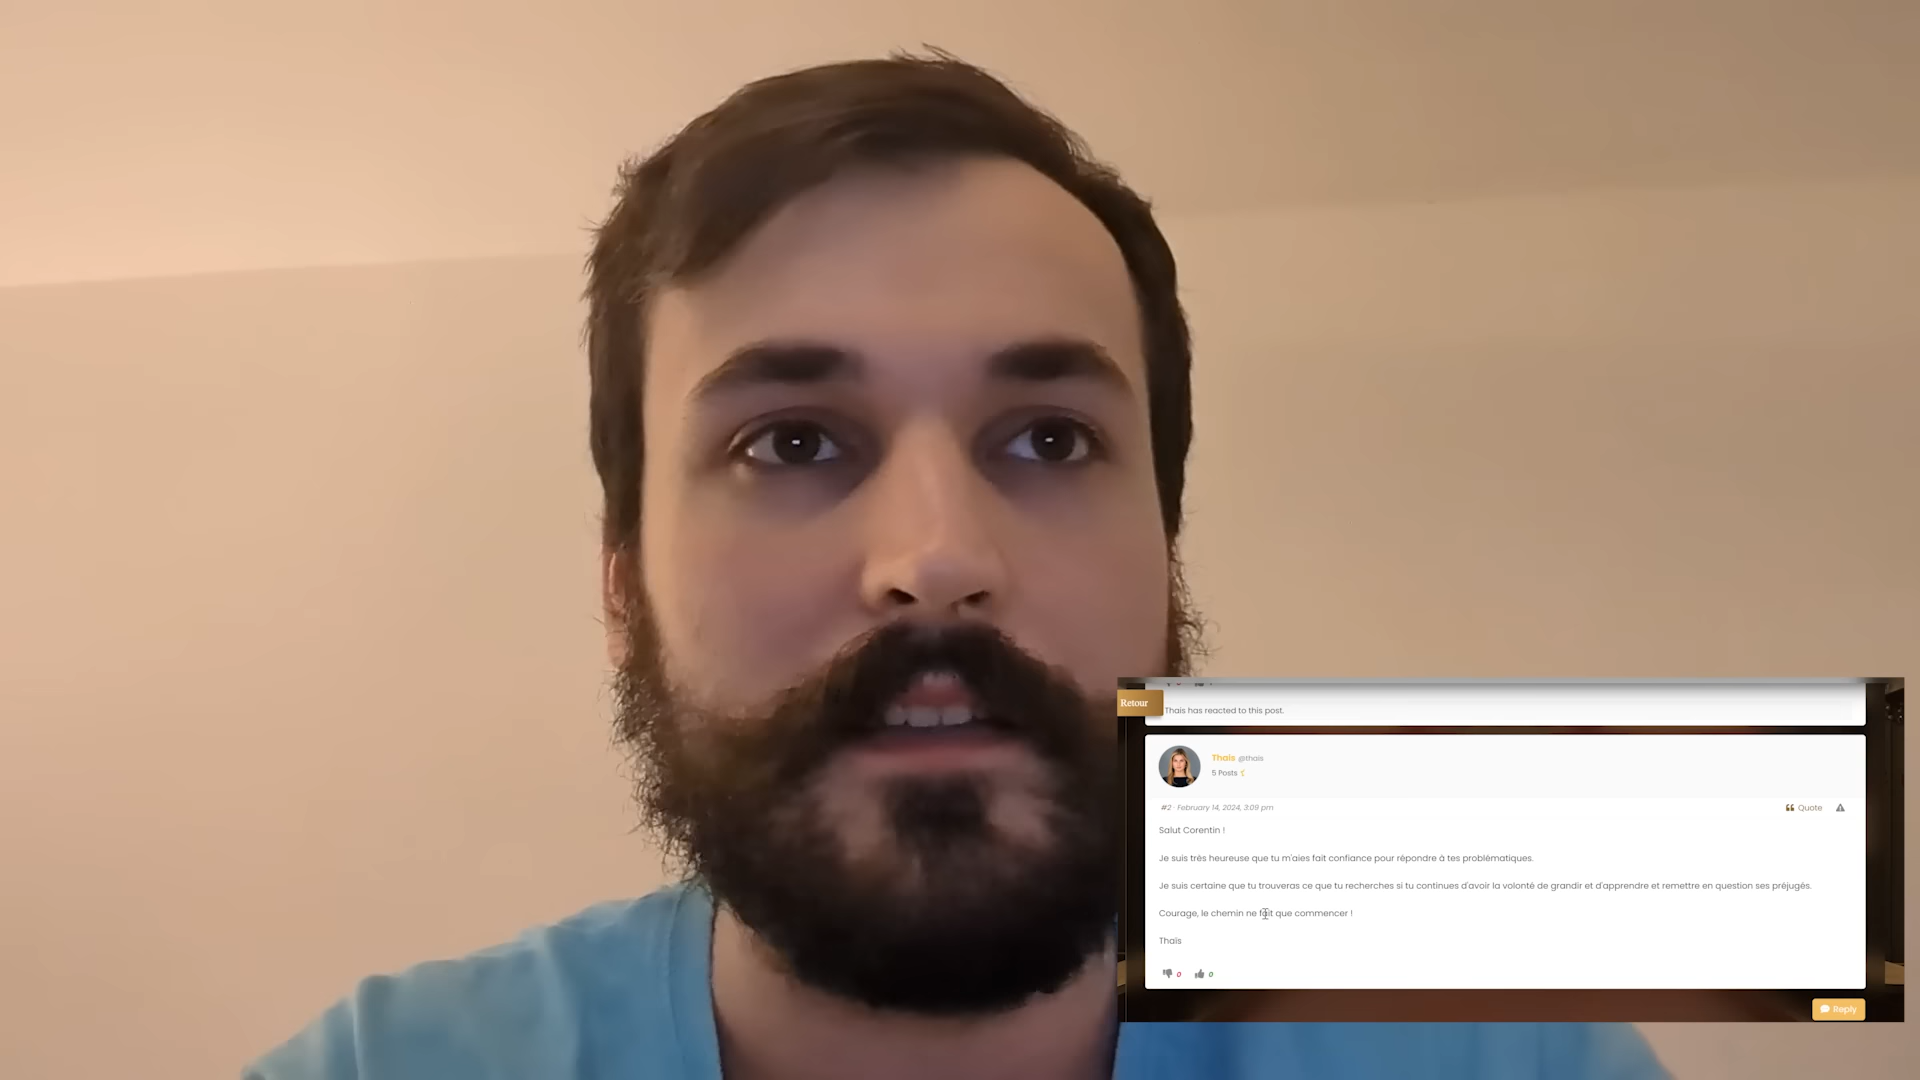 Retour
Thais has reacted to this post.
Thais @thais
5 Posts
#2 · February 14, 2024, 3:09 pm
Quote
Salut Corentin !
Je suis très heureuse que tu m'aies fait confiance pour répondre à tes problématiques.
Je suis certaine que tu trouveras ce que tu recherches si tu continues d'avoir la volonté de grandir et d'apprendre et remettre en question ses préjugés.
Courage, le chemin ne fait que commencer !
Thaïs
0 0
Reply